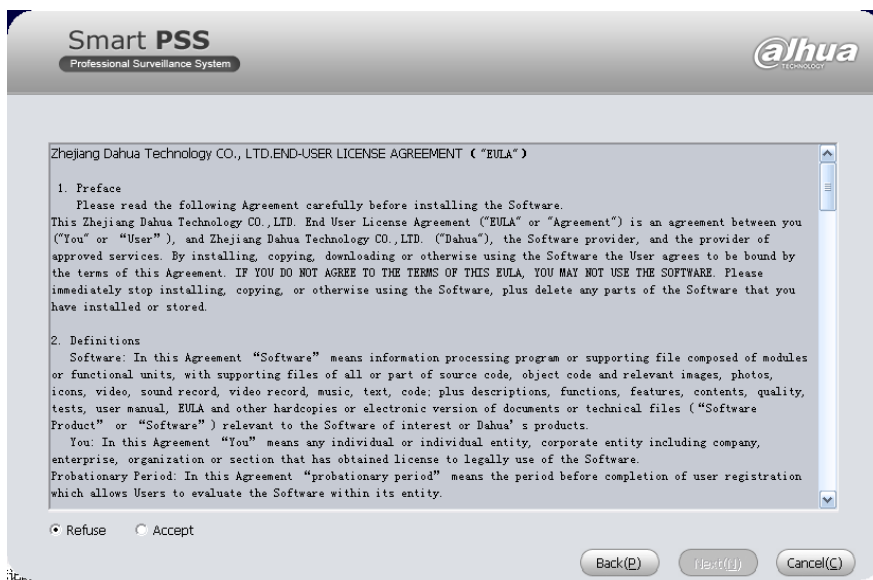 Smart PSS
Professional Surveillance System
alhua
TECHNOLOGY
Zhejiang Dahua Technology CO., LTD.END-USER LICENSE AGREEMENT ( “EULA”)
1. Preface
Please read the following Agreement carefully before installing the Software.
This Zhejiang Dahua Technology CO.,LTD. End User License Agreement (“EULA” or “Agreement”) is an agreement between you
(“You” or “User” ), and Zhejiang Dahua Technology CO.,LTD. (“Dahua”), the Software provider, and the provider of
approved services. By installing, copying, downloading or otherwise using the Software the User agrees to be bound by
the terms of this Agreement. IF YOU DO NOT AGREE TO THE TERMS OF THIS EULA, YOU MAY NOT USE THE SOFTWARE. Please
immediately stop installing, copying, or otherwise using the Software, plus delete any parts of the Software that you
have installed or stored.
2. Definitions
Software: In this Agreement “Software” means information processing program or supporting file composed of modules
or functional units, with supporting files of all or part of source code, object code and relevant images, photos,
icons, video, sound record, video record, music, text, code; plus descriptions, functions, features, contents, quality,
tests, user manual, EULA and other hardcopies or electronic version of documents or technical files (“Software
Product” or “Software” ) relevant to the Software of interest or Dahua’ s products.
You: In this Agreement “You” means any individual or individual entity, corporate entity including company,
enterprise, organization or section that has obtained license to legally use of the Software.
Probationary Period: In this Agreement “probationary period” means the period before completion of user registration
which allows Users to evaluate the Software within its entity.
Refuse Accept
Back(P) Next(N) Cancel(C)